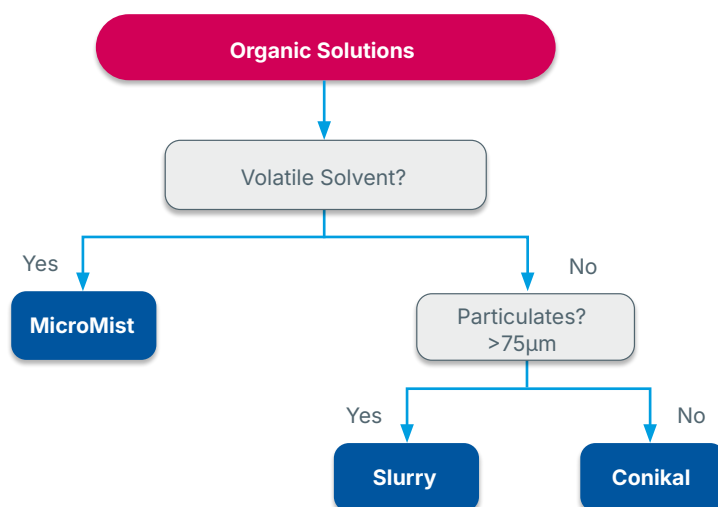 Organic Solutions
Volatile Solvent?
Yes
No
MicroMist
Particulates?
>75µm
Yes
No
Slurry
Conikal